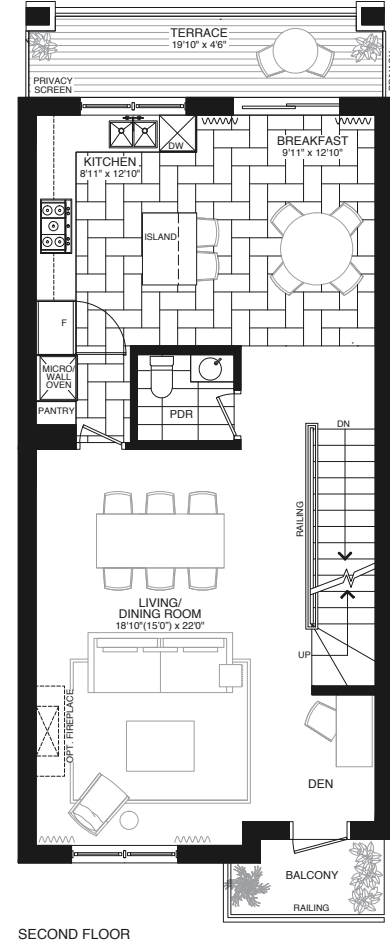 TERRACE
19'10" x 4'6"
PRIVACY
SCREEN
KITCHEN
8'11" x 12'10"
DW
BREAKFAST
9'11" x 12'10"
ISLAND
F
MICRO/
WALL
OVEN
PANTRY
PDR
DN
RAILING
LIVING/
DINING ROOM
18'10"(15'0") x 22'0"
UP
OPT. FIREPLACE
DEN
BALCONY
RAILING
SECOND FLOOR